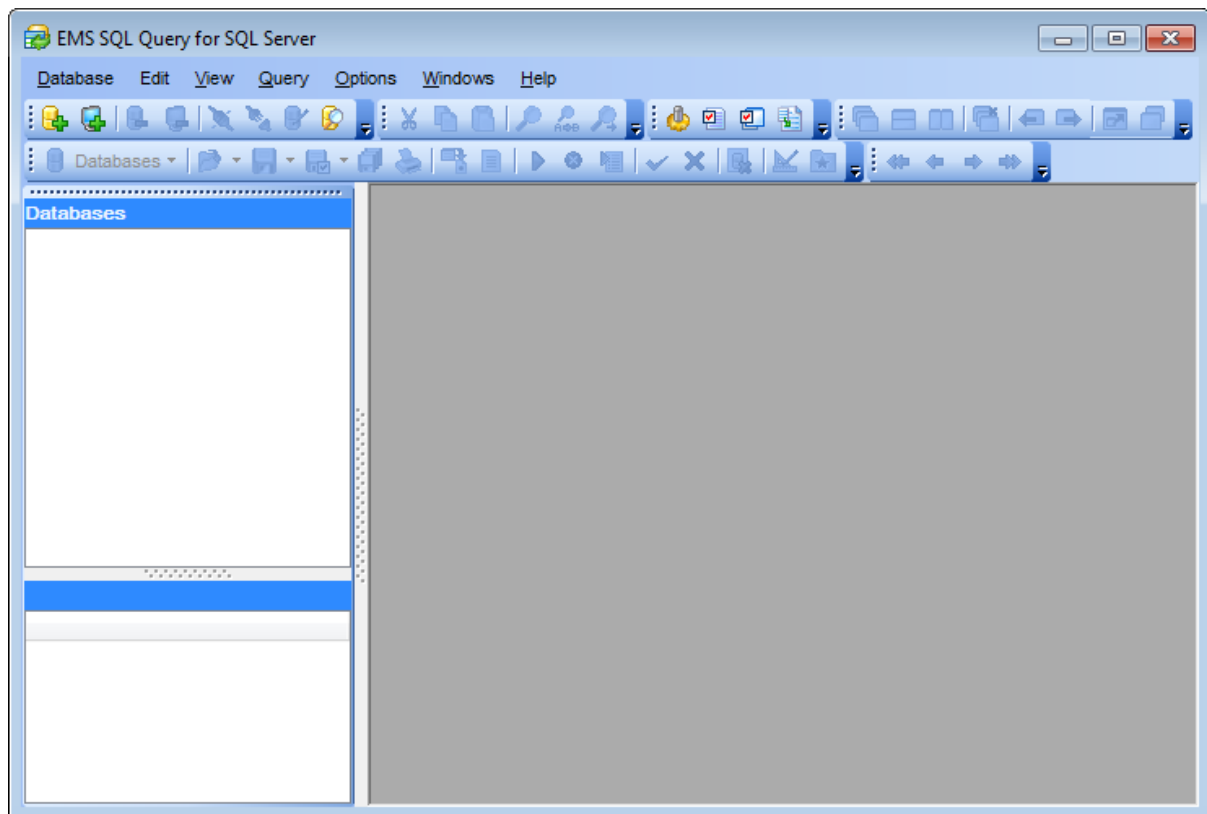 EMS SQL Query for SQL Server
Database Edit View Query Options Windows Help
Databases
Databases